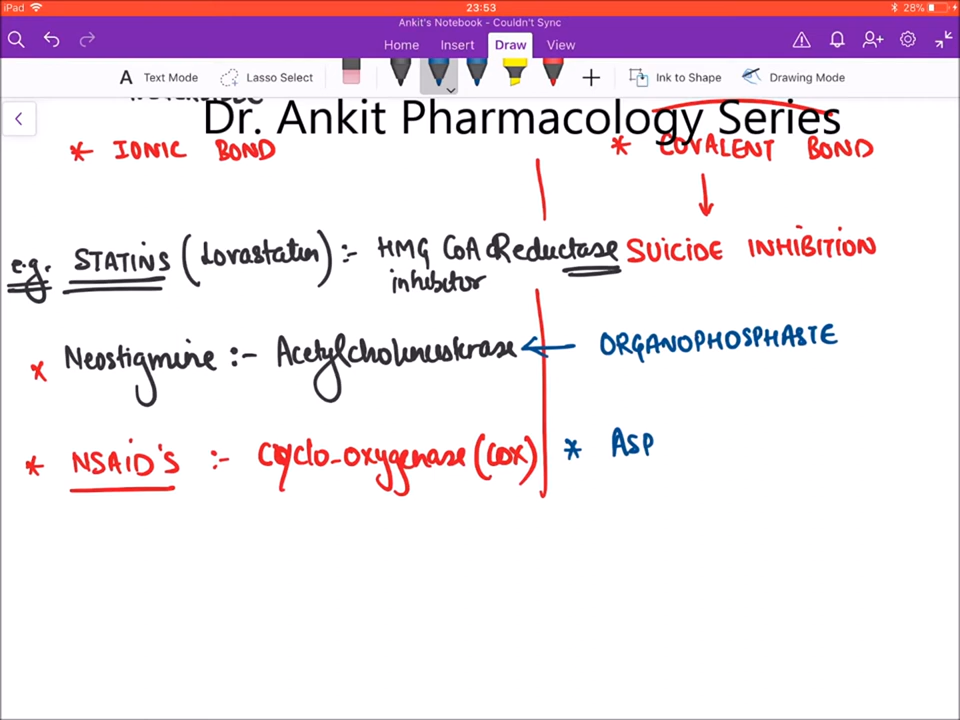 iPad 23:53 28%
Ankit's Notebook - Couldn't Sync
Home Insert Draw View
A Text Mode Lasso Select Ink to Shape Drawing Mode
Dr. Ankit Pharmacology Series
* IONIC BOND
* COVALENT BOND
SUICIDE INHIBITION
e.g. STATINS (Lovastatin) :- HMG CoA Reductase
inhibitor
x Neostigmine :- Acetylcholinesterase
ORGANOPHOSPHASTE
* NSAID'S :- Cyclo-oxygenase (COX)
* ASP